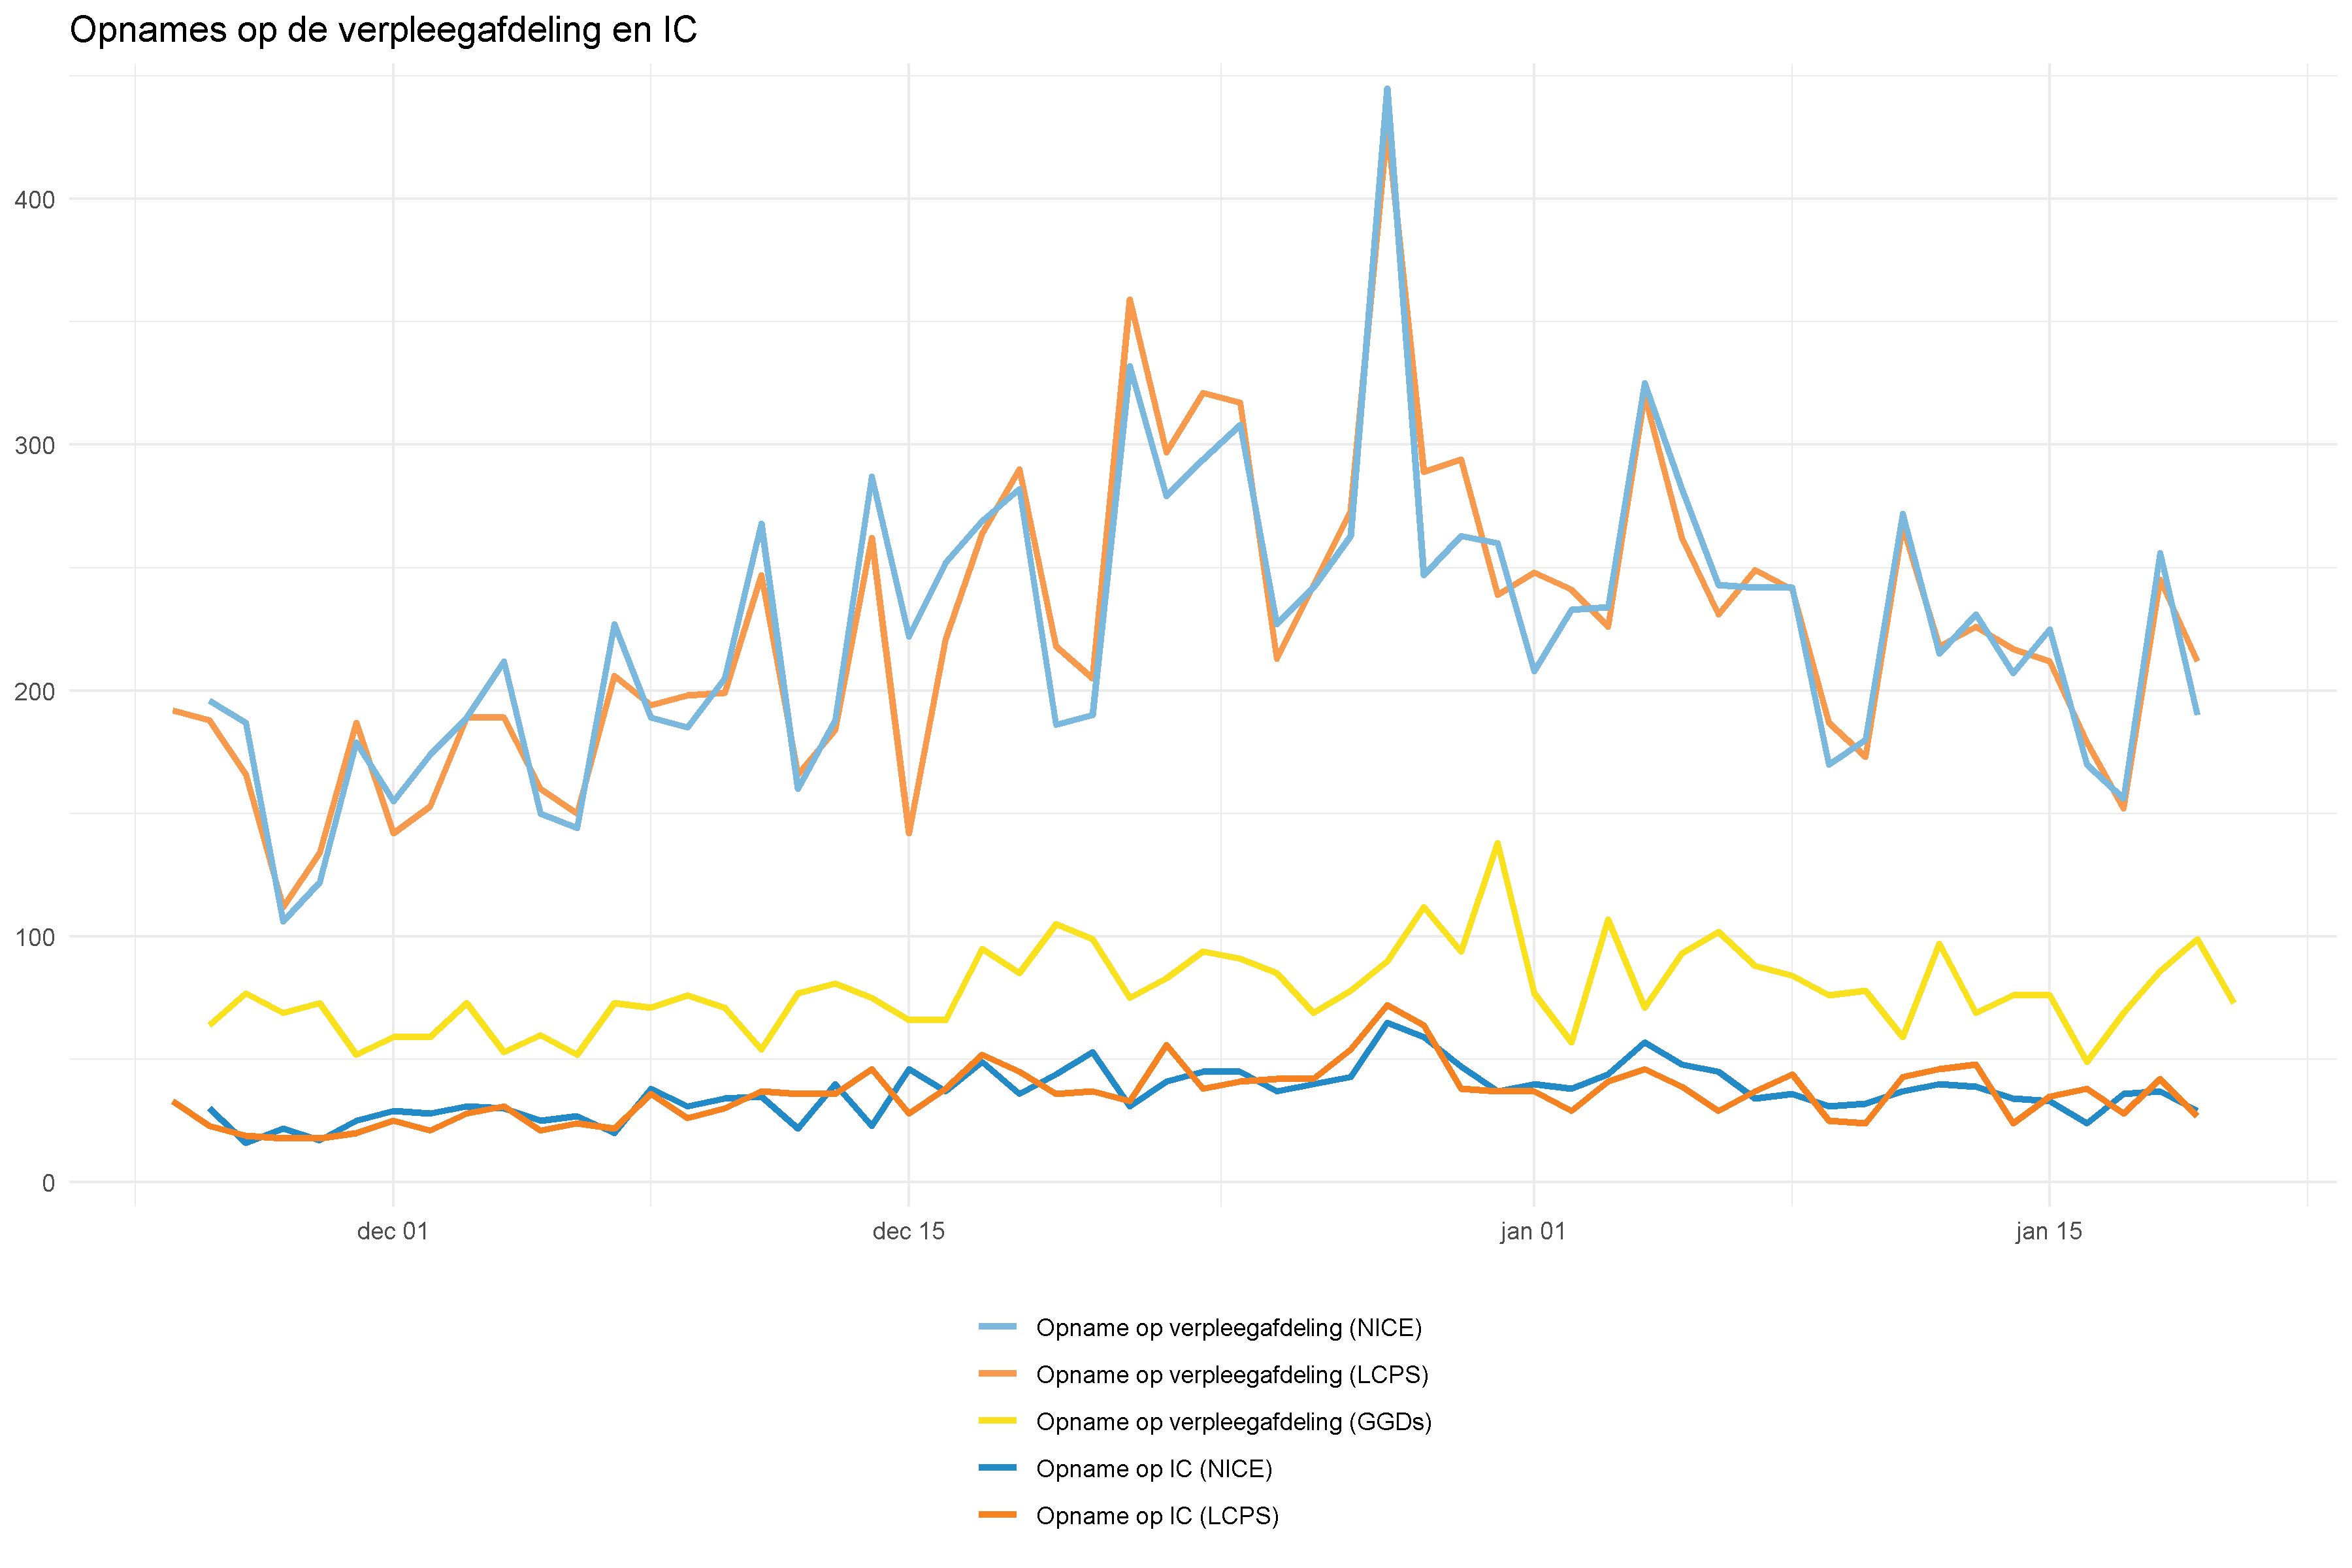 Opnames op de verpleegafdeling en IC
400
300
200
100
0
dec 01
dec 15
jan 01
jan 15
Opname op verpleegafdeling (NICE)
Opname op verpleegafdeling (LCPS)
Opname op verpleegafdeling (GGDs)
Opname op IC (NICE)
Opname op IC (LCPS)